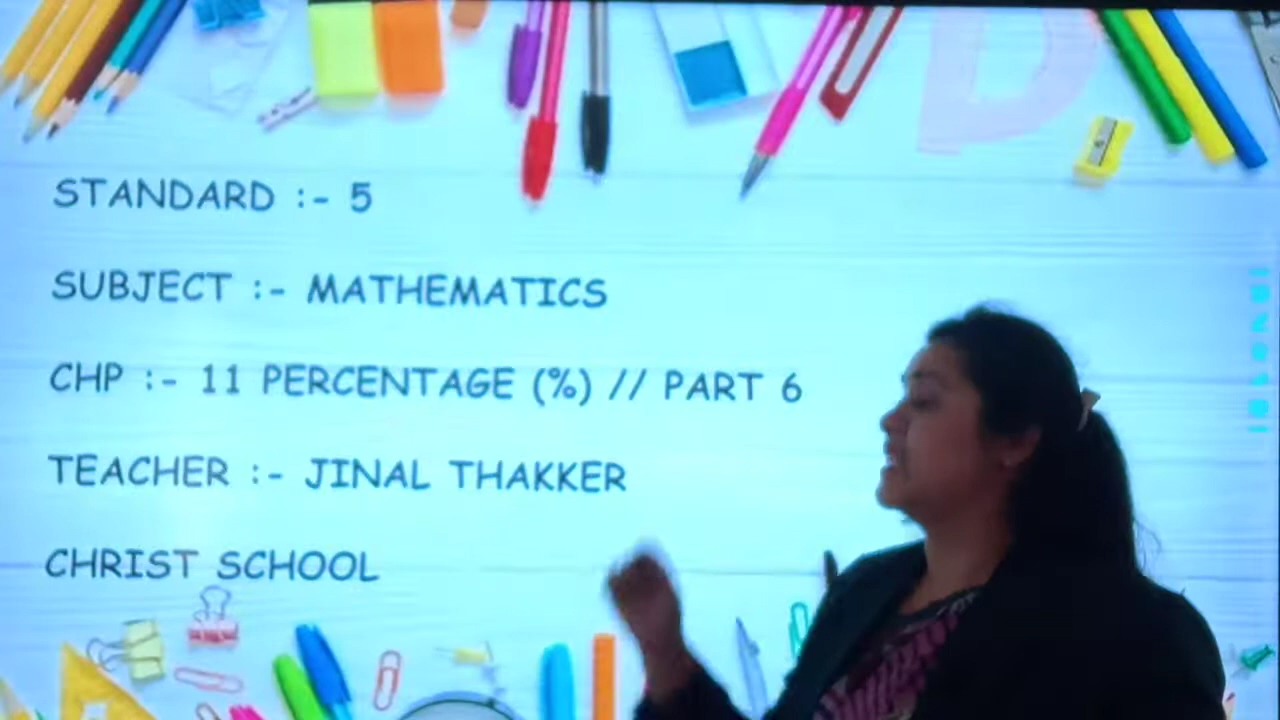 STANDARD :- 5
SUBJECT :- MATHEMATICS
CHP :- 11 PERCENTAGE (%) // PART 6
TEACHER :- JINAL THAKKER
CHRIST SCHOOL